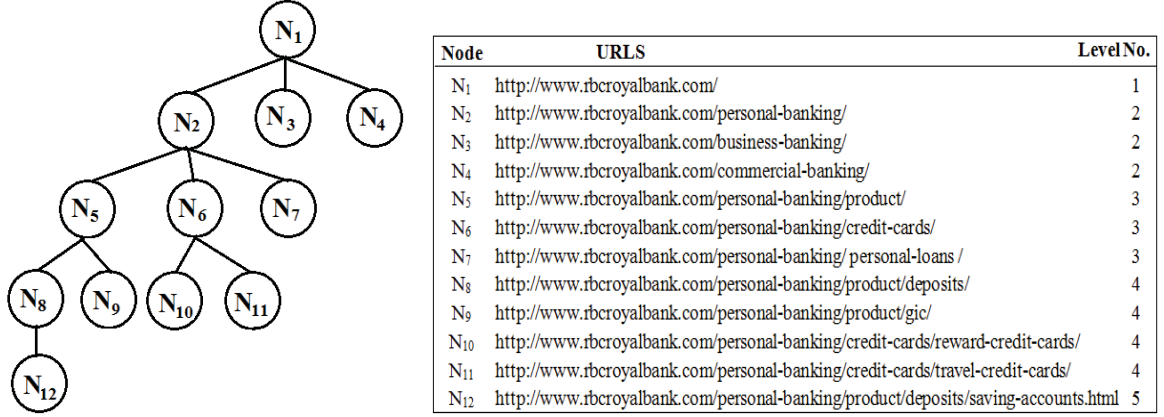 N₁
N₂ N₃ N₄
N₅ N₆ N₇
N₈ N₉ N₁₀ N₁₁
N₁₂
Node URLS Level No.
N₁ http://www.rbcroyalbank.com/ 1
N₂ http://www.rbcroyalbank.com/personal-banking/ 2
N₃ http://www.rbcroyalbank.com/business-banking/ 2
N₄ http://www.rbcroyalbank.com/commercial-banking/ 2
N₅ http://www.rbcroyalbank.com/personal-banking/product/ 3
N₆ http://www.rbcroyalbank.com/personal-banking/credit-cards/ 3
N₇ http://www.rbcroyalbank.com/personal-banking/ personal-loans / 3
N₈ http://www.rbcroyalbank.com/personal-banking/product/deposits/ 4
N₉ http://www.rbcroyalbank.com/personal-banking/product/gic/ 4
N₁₀ http://www.rbcroyalbank.com/personal-banking/credit-cards/reward-credit-cards/ 4
N₁₁ http://www.rbcroyalbank.com/personal-banking/credit-cards/travel-credit-cards/ 4
N₁₂ http://www.rbcroyalbank.com/personal-banking/product/deposits/saving-accounts.html 5